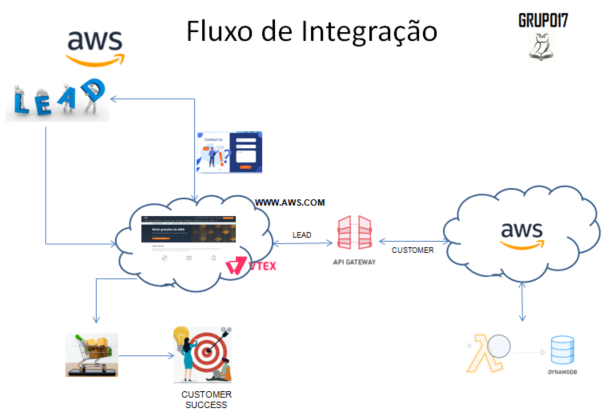 aws
Fluxo de Integração
GRUPO17
LEAD
WWW.AWS.COM
VTEX
LEAD
API GATEWAY
CUSTOMER
aws
DYNAMODB
CUSTOMER
SUCCESS